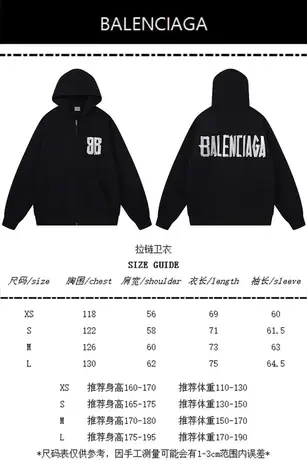 BALENCIAGA
BB
BALENCIAGA
拉链卫衣
SIZE GUIDE
尺码/size 胸围/chest 肩宽/shoulder 衣长/length 袖长/sleeve
XS 118 56 69 60
S 122 58 71 61.5
M 126 60 73 63
L 130 62 75 64.5
XS 推荐身高160-170 推荐体重110-130
S 推荐身高165-175 推荐体重130-150
M 推荐身高170-180 推荐体重150-170
L 推荐身高175-195 推荐体重170-190
*尺码表仅供参考，因手工测量可能会有1-3cm范围内误差*